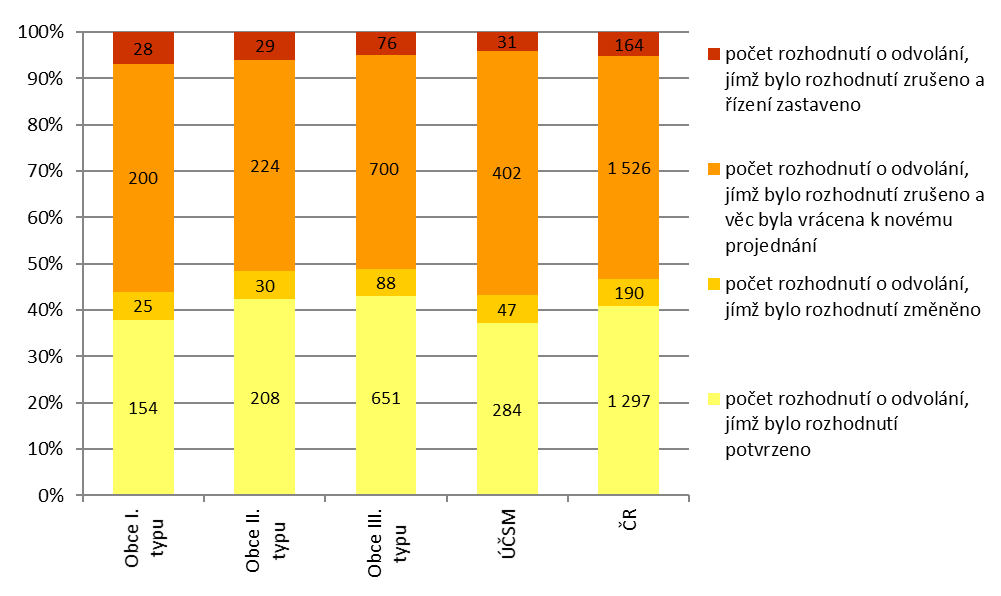 100%
90%
80%
70%
60%
50%
40%
30%
20%
10%
0%
28
29
76
31
164
200
224
700
402
1 526
25
30
88
47
190
154
208
651
284
1 297
Obce I.
typu
Obce II.
typu
Obce III.
typu
ÚČSM
ČR
počet rozhodnutí o odvolání,
jímž bylo rozhodnutí zrušeno a
řízení zastaveno
počet rozhodnutí o odvolání,
jímž bylo rozhodnutí zrušeno a
věc byla vrácena k novému
projednání
počet rozhodnutí o odvolání,
jímž bylo rozhodnutí změněno
počet rozhodnutí o odvolání,
jímž bylo rozhodnutí
potvrzeno